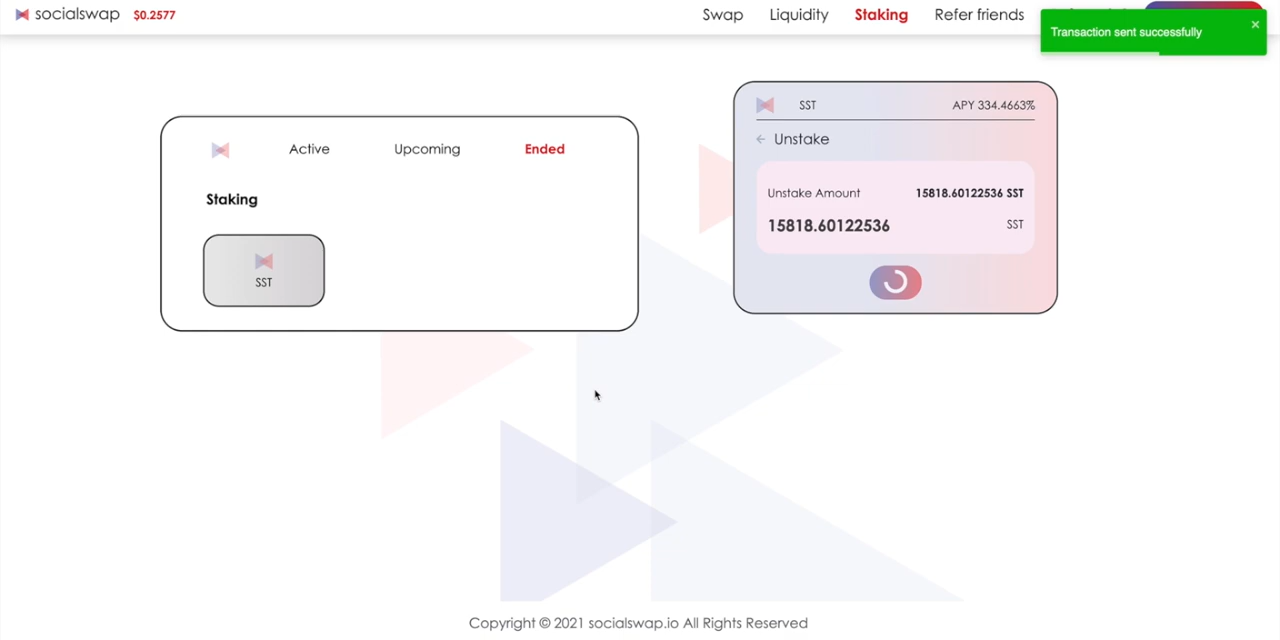 socialswap $0.2577 Swap Liquidity Staking Refer friends
Transaction sent successfully ×
SST APY 334.4663%
← Unstake
Active Upcoming Ended
Staking
Unstake Amount 15818.60122536 SST
15818.60122536 SST
SST
Copyright © 2021 socialswap.io All Rights Reserved